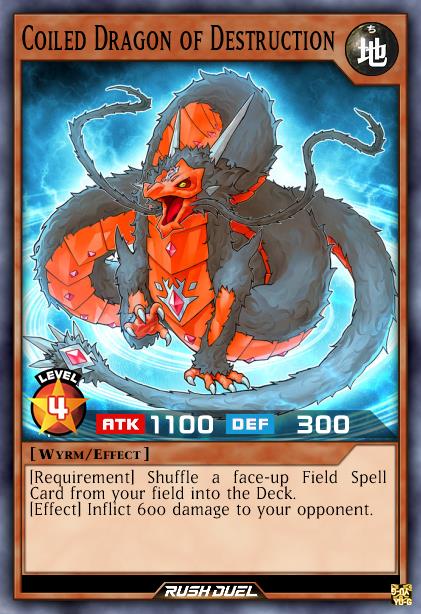 Coiled Dragon of Destruction
ち
地
LEVEL
4
ATK 1100 DEF 300
[Wyrm/Effect]
[Requirement] Shuffle a face-up Field Spell
Card from your field into the Deck.
[Effect] Inflict 600 damage to your opponent.
RUSH DUEL